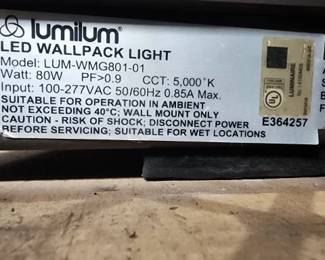 lumilum
LED WALLPACK LIGHT
Model: LUM-WMG801-01
Watt: 80W PF>0.9 CCT: 5,000°K
Input: 100-277VAC 50/60Hz 0.85A Max.
SUITABLE FOR OPERATION IN AMBIENT
NOT EXCEEDING 40°C; WALL MOUNT ONLY
CAUTION - RISK OF SHOCK; DISCONNECT POWER
BEFORE SERVICING; SUITABLE FOR WET LOCATIONS
LUMINAIRE
E364257